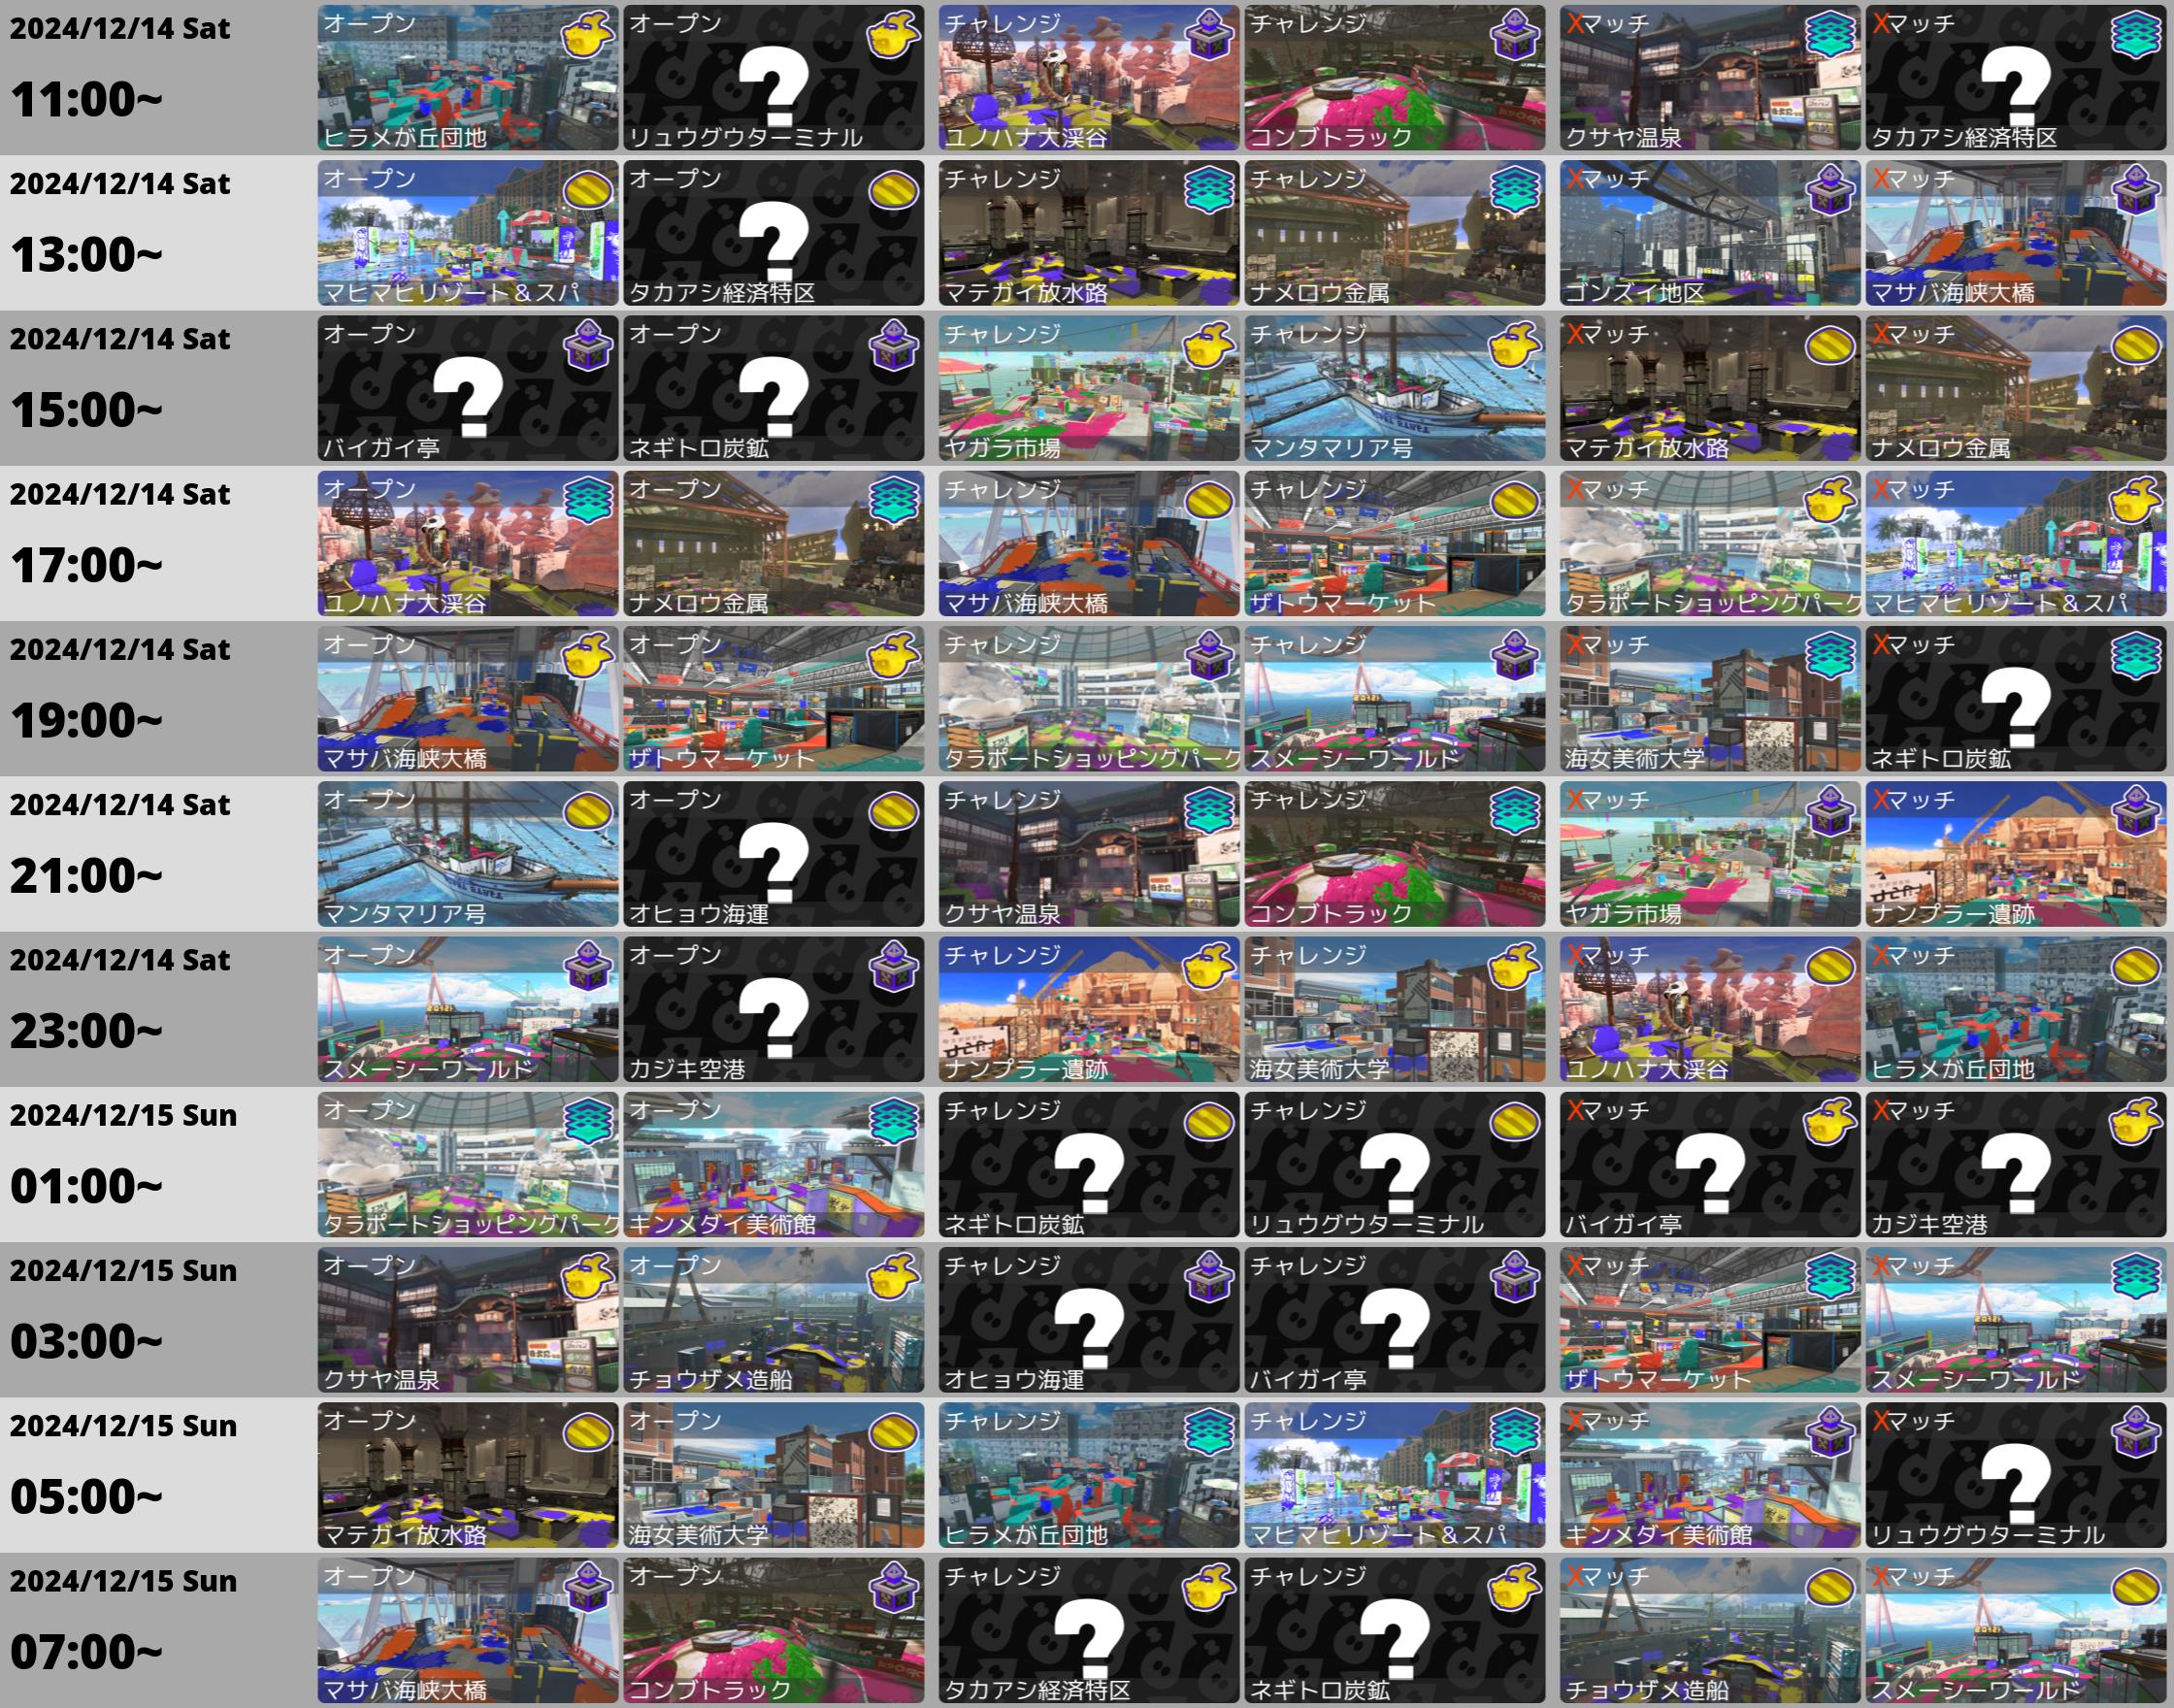 2024/12/14 Sat
11:00~
オープン
ヒラメが丘団地
オープン
リュウグウターミナル
チャレンジ
ユノハナ大渓谷
チャレンジ
コンブトラック
Xマッチ
クサヤ温泉
Xマッチ
タカアシ経済特区
2024/12/14 Sat
13:00~
オープン
マヒマヒリゾート＆スパ
オープン
タカアシ経済特区
チャレンジ
マテガイ放水路
チャレンジ
ナメロウ金属
Xマッチ
ゴンズイ地区
Xマッチ
マサバ海峡大橋
2024/12/14 Sat
15:00~
オープン
バイガイ亭
オープン
ネギトロ炭鉱
チャレンジ
ヤガラ市場
チャレンジ
マンタマリア号
Xマッチ
マテガイ放水路
Xマッチ
ナメロウ金属
2024/12/14 Sat
17:00~
オープン
ユノハナ大渓谷
オープン
ナメロウ金属
チャレンジ
マサバ海峡大橋
チャレンジ
ザトウマーケット
Xマッチ
タラポートショッピングパーク
Xマッチ
マヒマヒリゾート＆スパ
2024/12/14 Sat
19:00~
オープン
マサバ海峡大橋
オープン
ザトウマーケット
チャレンジ
タラポートショッピングパーク
チャレンジ
スメーシーワールド
Xマッチ
海女美術大学
Xマッチ
ネギトロ炭鉱
2024/12/14 Sat
21:00~
オープン
マンタマリア号
オープン
オヒョウ海運
チャレンジ
クサヤ温泉
チャレンジ
コンブトラック
Xマッチ
ヤガラ市場
Xマッチ
ナンプラー遺跡
2024/12/14 Sat
23:00~
オープン
スメーシーワールド
オープン
カジキ空港
チャレンジ
ナンプラー遺跡
チャレンジ
海女美術大学
Xマッチ
ユノハナ大渓谷
Xマッチ
ヒラメが丘団地
2024/12/15 Sun
01:00~
オープン
タラポートショッピングパーク
オープン
キンメダイ美術館
チャレンジ
ネギトロ炭鉱
チャレンジ
リュウグウターミナル
Xマッチ
バイガイ亭
Xマッチ
カジキ空港
2024/12/15 Sun
03:00~
オープン
クサヤ温泉
オープン
チョウザメ造船
チャレンジ
オヒョウ海運
チャレンジ
バイガイ亭
Xマッチ
ザトウマーケット
Xマッチ
スメーシーワールド
2024/12/15 Sun
05:00~
オープン
マテガイ放水路
オープン
海女美術大学
チャレンジ
ヒラメが丘団地
チャレンジ
マヒマヒリゾート＆スパ
Xマッチ
キンメダイ美術館
Xマッチ
リュウグウターミナル
2024/12/15 Sun
07:00~
オープン
マサバ海峡大橋
オープン
コンブトラック
チャレンジ
タカアシ経済特区
チャレンジ
ネギトロ炭鉱
Xマッチ
チョウザメ造船
Xマッチ
スメーシーワールド